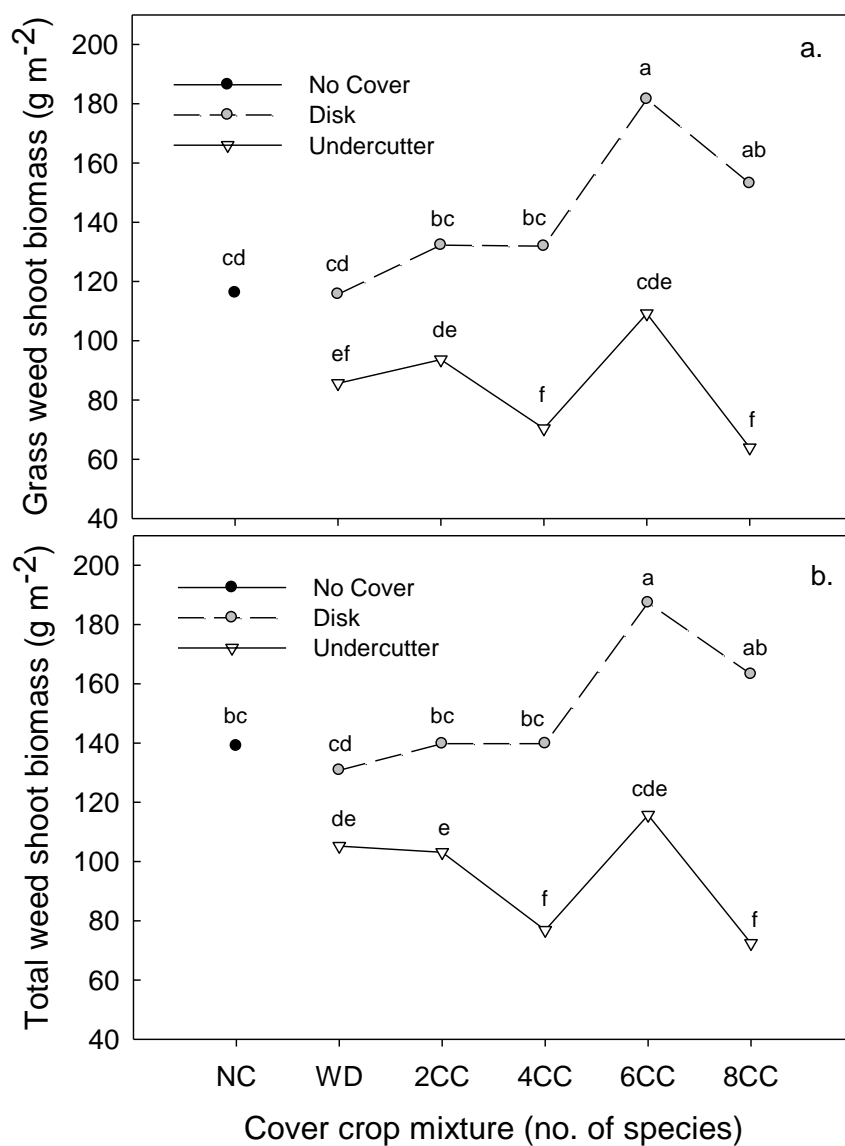 Grass weed shoot biomass (g m-2)
200
180
160
140
120
100
80
60
40
a.
No Cover
Disk
Undercutter
cd
cd
bc
bc
a
ab
ef
de
f
cde
f
Total weed shoot biomass (g m-2)
200
180
160
140
120
100
80
60
40
b.
No Cover
Disk
Undercutter
bc
cd
bc
bc
a
ab
de
e
f
cde
f
NC WD 2CC 4CC 6CC 8CC
Cover crop mixture (no. of species)